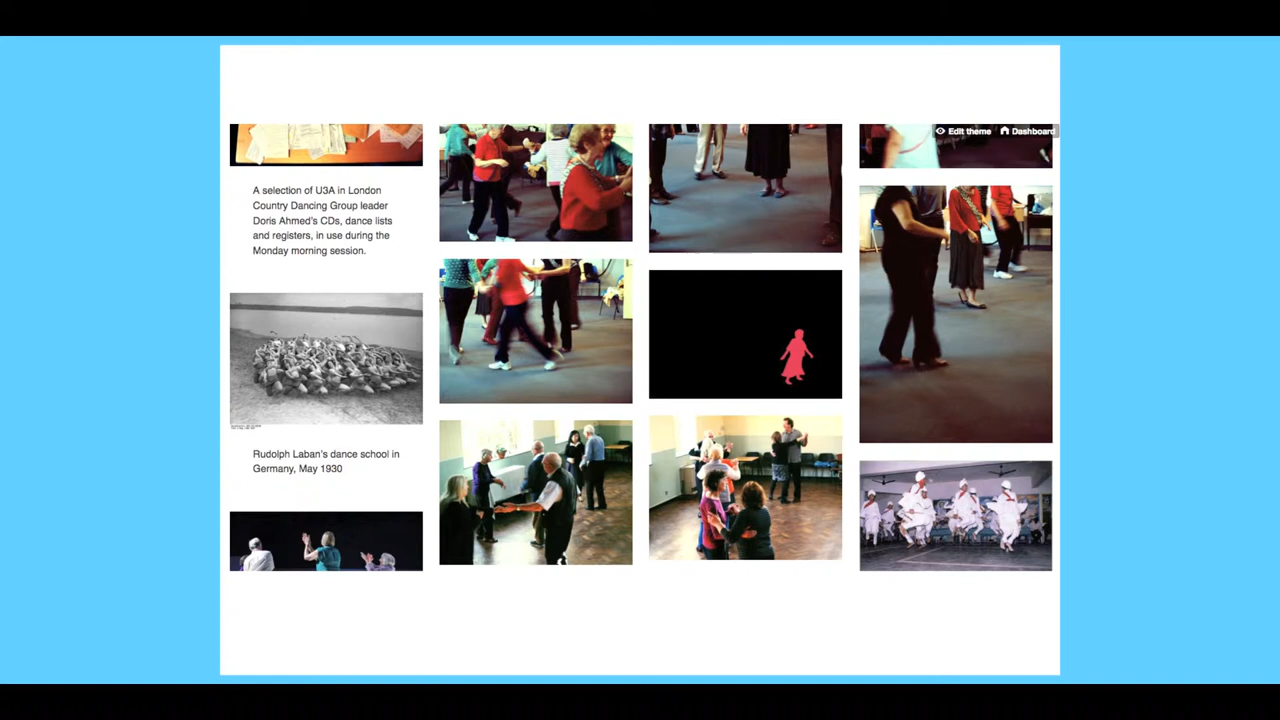 Edit theme Dashboard
A selection of U3A in London
Country Dancing Group leader
Doris Ahmed's CDs, dance lists
and registers, in use during the
Monday morning session.
Rudolph Laban's dance school in
Germany, May 1930